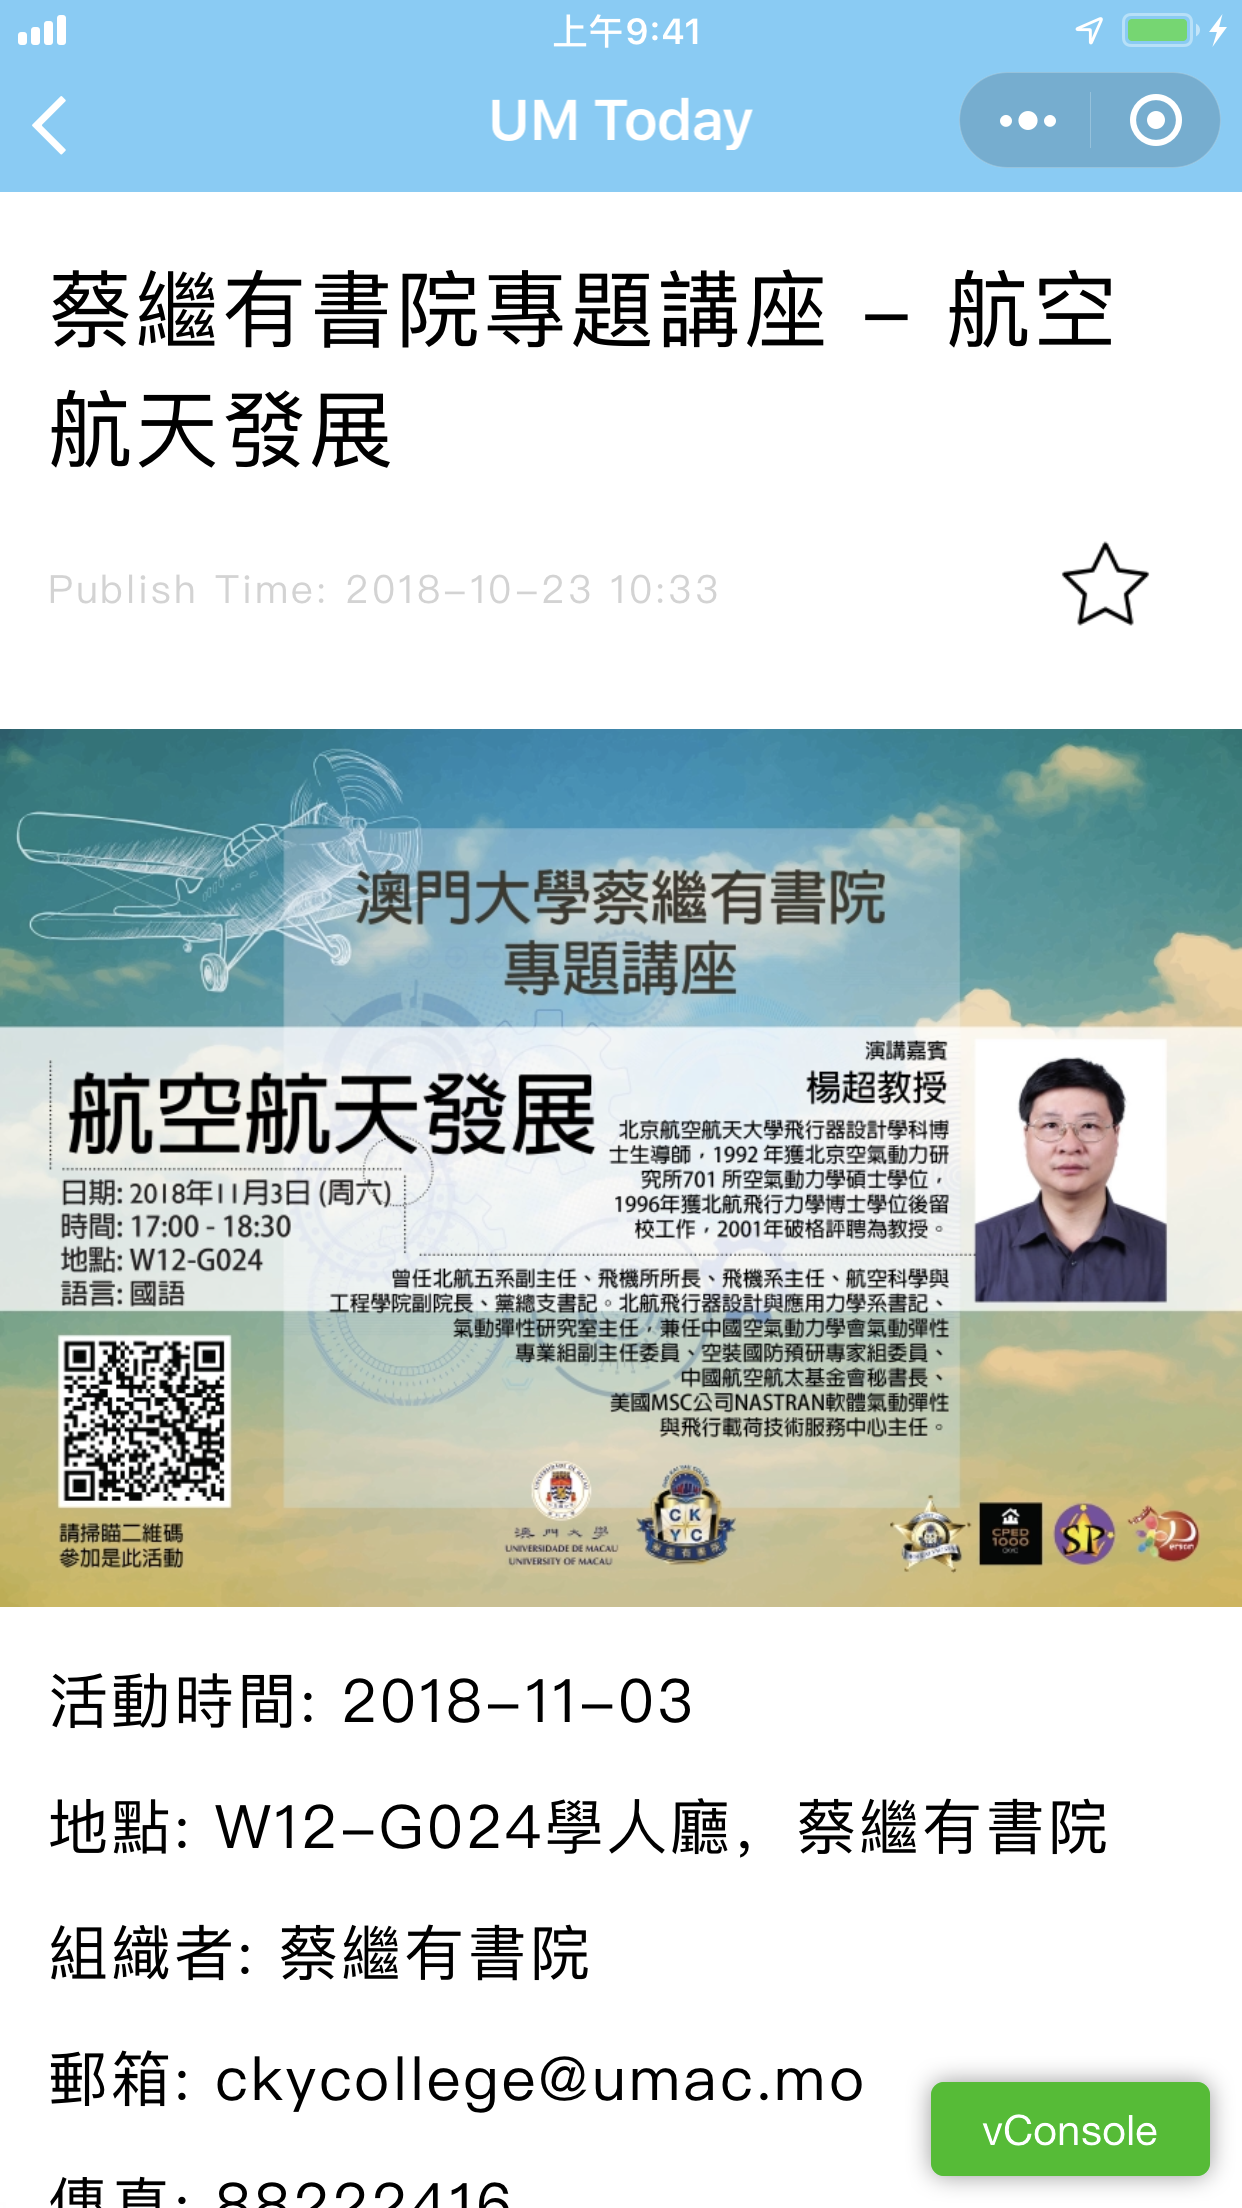 上午9:41
UM Today
蔡繼有書院專題講座 – 航空
航天發展
Publish Time: 2018-10-23 10:33
澳門大學蔡繼有書院
專題講座
航空航天發展
日期: 2018年11月3日 (周六)
時間: 17:00 - 18:30
地點: W12-G024
語言: 國語
演講嘉賓
楊超教授
北京航空航天大學飛行器設計學科博
士生導師，1992 年獲北京空氣動力研
究所701 所空氣動力學碩士學位，
1996年獲北航飛行力學博士學位後留
校工作，2001年破格評聘為教授。
曾任北航五系副主任、飛機所所長、飛機系主任、航空科學與
工程學院副院長、黨總支書記。北航飛行器設計與應用力學系書記、
氣動彈性研究室主任，兼任中國空氣動力學會氣動彈性
專業組副主任委員、空裝國防預研專家組委員、
中國航空航太基金會秘書長、
美國MSC公司NASTRAN軟體氣動彈性
與飛行載荷技術服務中心主任。
請掃瞄二維碼
參加是此活動
澳門大學
UNIVERSIDADE DE MACAU
UNIVERSITY OF MACAU
CK
YC
CPED
1000
SP
活動時間: 2018-11-03
地點: W12-G024學人廳，蔡繼有書院
組織者: 蔡繼有書院
郵箱: ckycollege@umac.mo
vConsole
傳真: 88222416